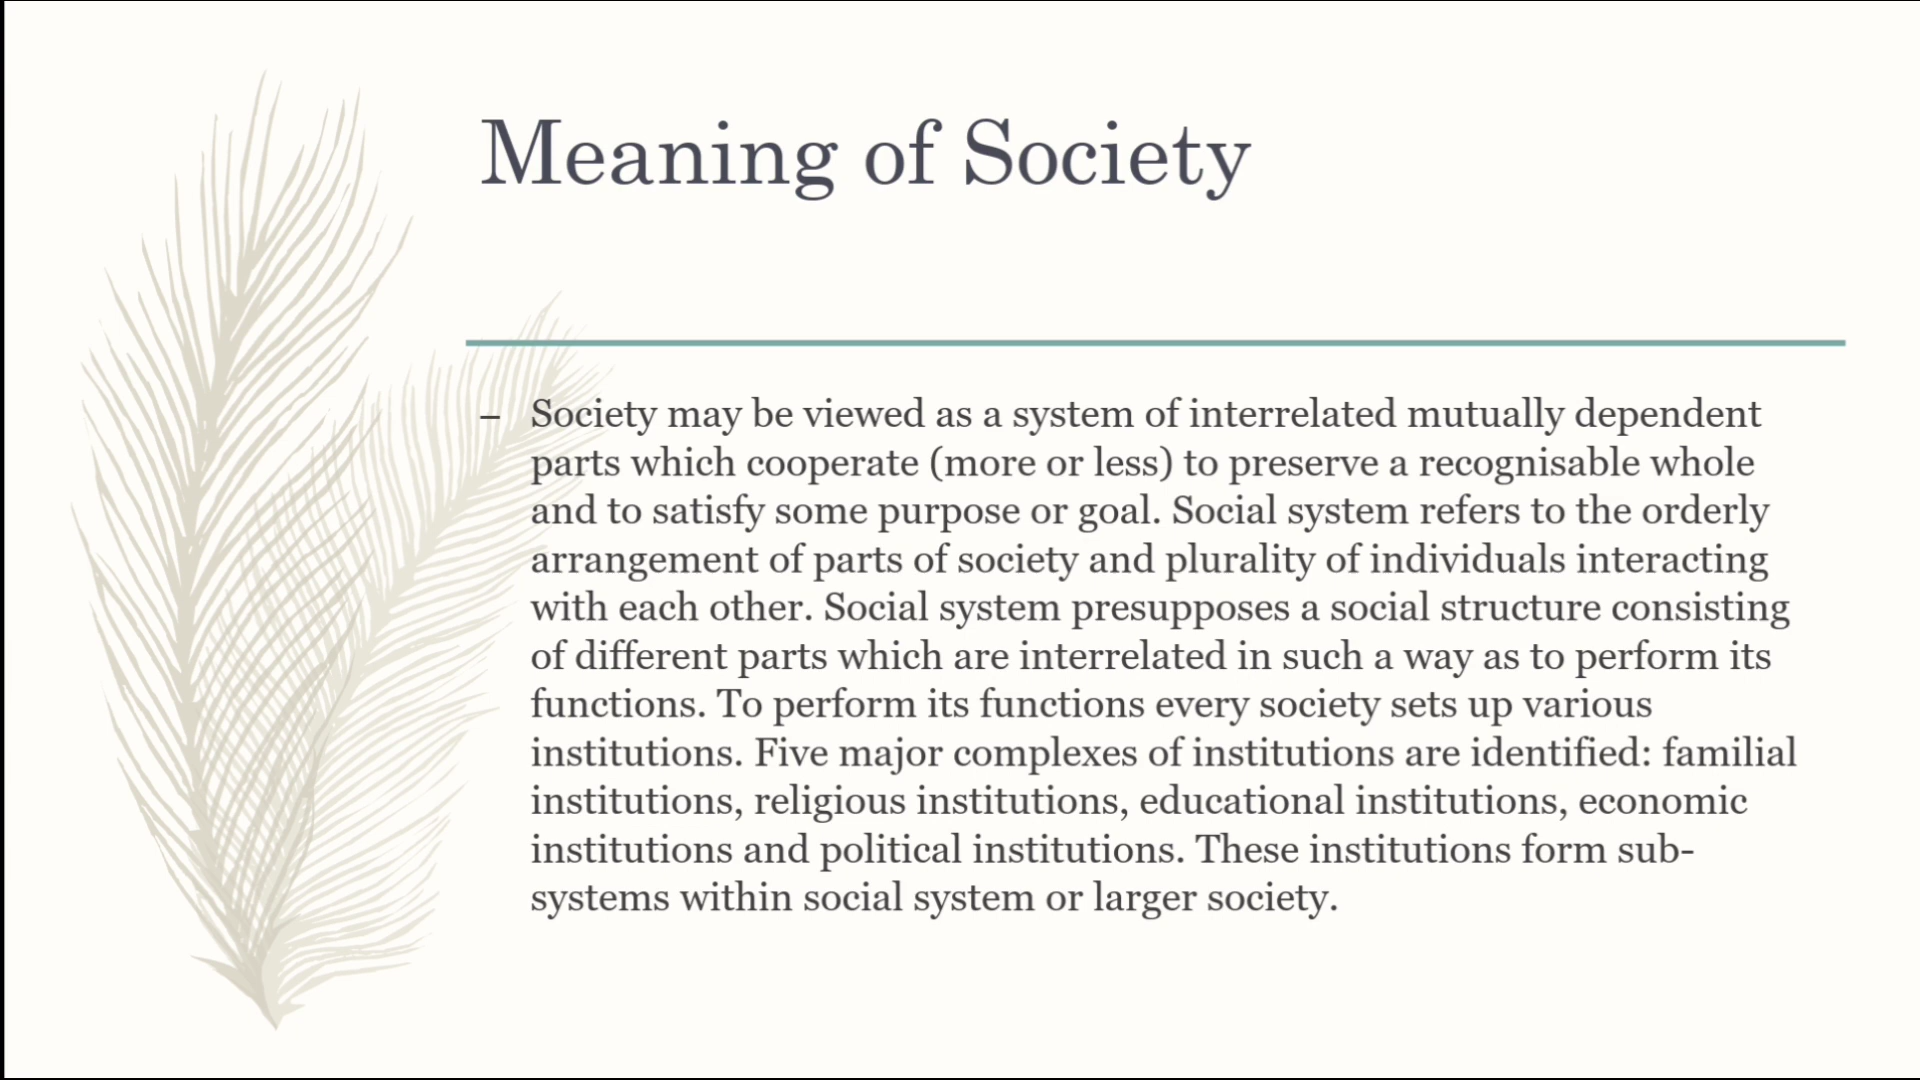 Meaning of Society
– Society may be viewed as a system of interrelated mutually dependent
parts which cooperate (more or less) to preserve a recognisable whole
and to satisfy some purpose or goal. Social system refers to the orderly
arrangement of parts of society and plurality of individuals interacting
with each other. Social system presupposes a social structure consisting
of different parts which are interrelated in such a way as to perform its
functions. To perform its functions every society sets up various
institutions. Five major complexes of institutions are identified: familial
institutions, religious institutions, educational institutions, economic
institutions and political institutions. These institutions form sub-
systems within social system or larger society.